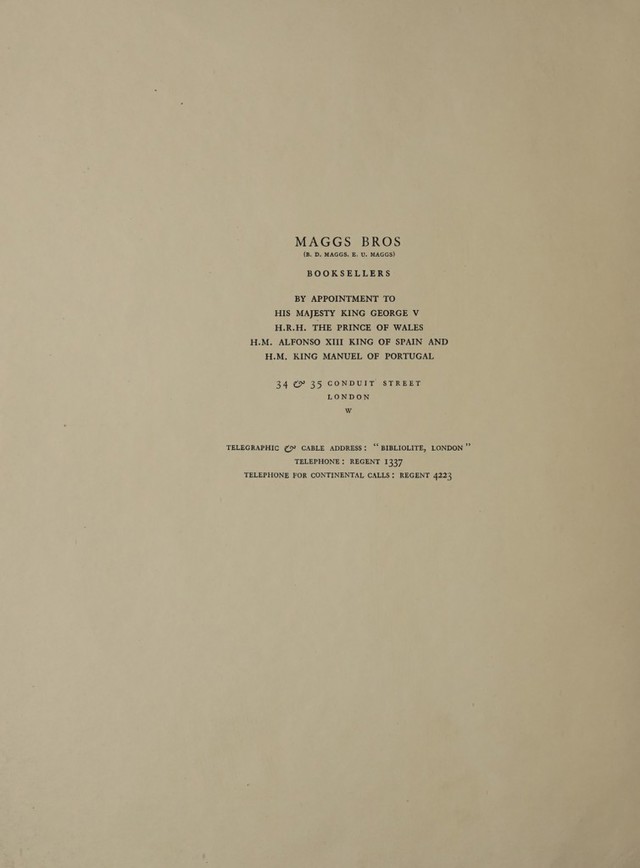 MAGGS BROS
(B. D. MAGGS. E. U. MAGGS)
BOOKSELLERS
BY APPOINTMENT TO
HIS MAJESTY KING GEORGE V
H.R.H. THE PRINCE OF WALES
H.M. ALFONSO XIII KING OF SPAIN AND
H.M. KING MANUEL OF PORTUGAL
34 & 35 CONDUIT STREET
LONDON
W
TELEGRAPHIC & CABLE ADDRESS: "BIBLIOLITE, LONDON"
TELEPHONE: REGENT 1337
TELEPHONE FOR CONTINENTAL CALLS: REGENT 4223